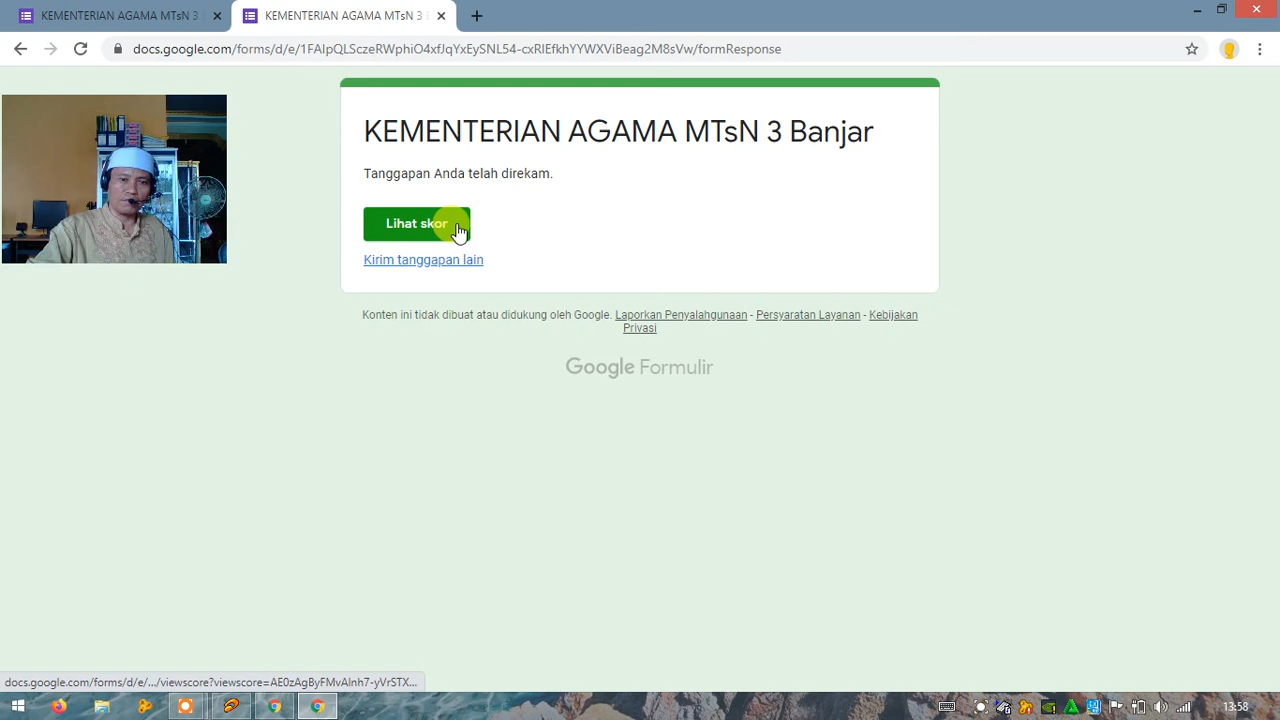 KEMENTERIAN AGAMA MTsN 3
KEMENTERIAN AGAMA MTsN 3
docs.google.com/forms/d/e/1FAIpQLSczeRWphiO4xfJqYxEySNL54-cxRlEfkhYYWXViBeag2M8sVw/formResponse
KEMENTERIAN AGAMA MTsN 3 Banjar
Tanggapan Anda telah direkam.
Lihat skor
Kirim tanggapan lain
Konten ini tidak dibuat atau didukung oleh Google. Laporkan Penyalahgunaan - Persyaratan Layanan - Kebijakan
Privasi
Google Formulir
docs.google.com/forms/d/e/.../viewscore?viewscore=AE0zAgByFMvAlnh7-yVrSTX...
13:58